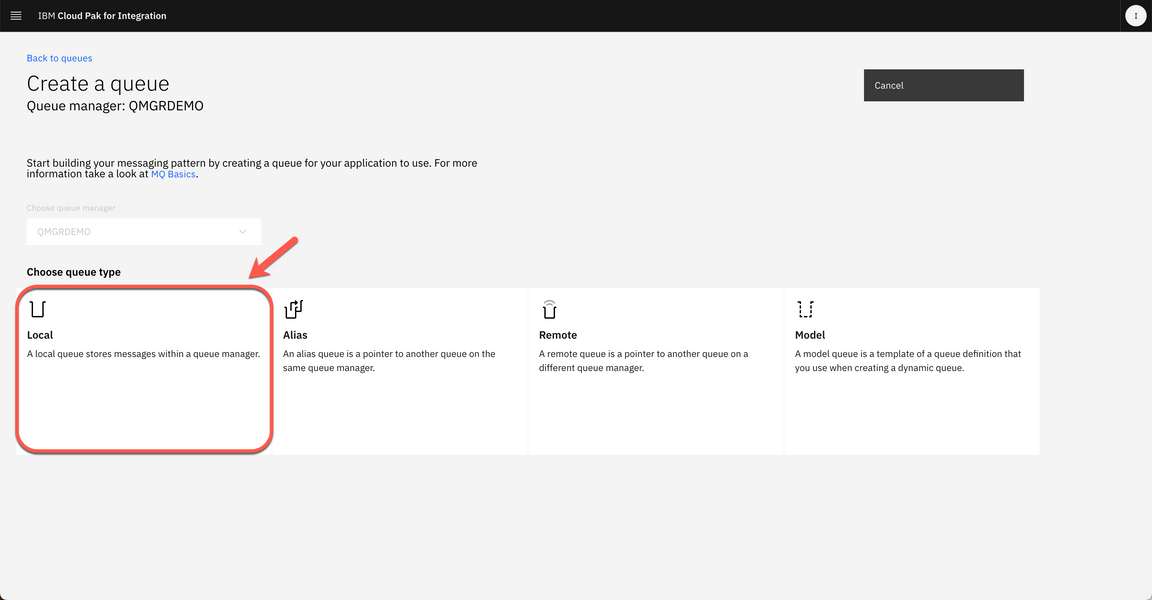 IBM Cloud Pak for Integration
I
Back to queues
Create a queue
Queue manager: QMGRDEMO
Cancel
Start building your messaging pattern by creating a queue for your application to use. For more
information take a look at MQ Basics.
Choose queue manager
QMGRDEMO
Choose queue type
Local
A local queue stores messages within a queue manager.
Alias
An alias queue is a pointer to another queue on the
same queue manager.
Remote
A remote queue is a pointer to another queue on a
different queue manager.
Model
A model queue is a template of a queue definition that
you use when creating a dynamic queue.